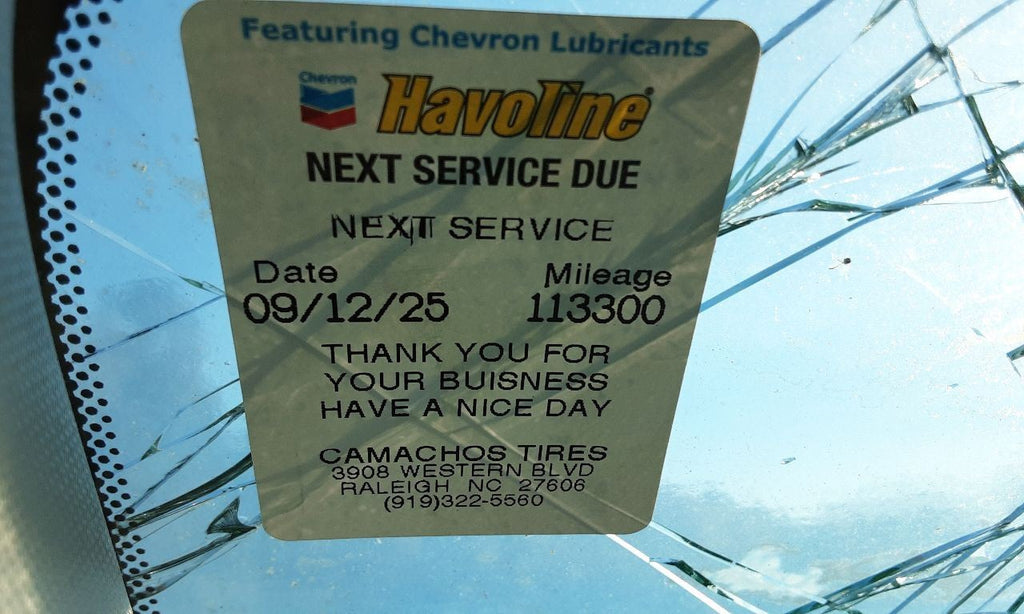 Featuring Chevron Lubricants
Chevron
Havoline
NEXT SERVICE DUE
NEXT SERVICE
Date Mileage
09/12/25 113300
THANK YOU FOR
YOUR BUISNESS
HAVE A NICE DAY
CAMACHOS TIRES
3908 WESTERN BLVD
RALEIGH NC 27606
(919)322-5560